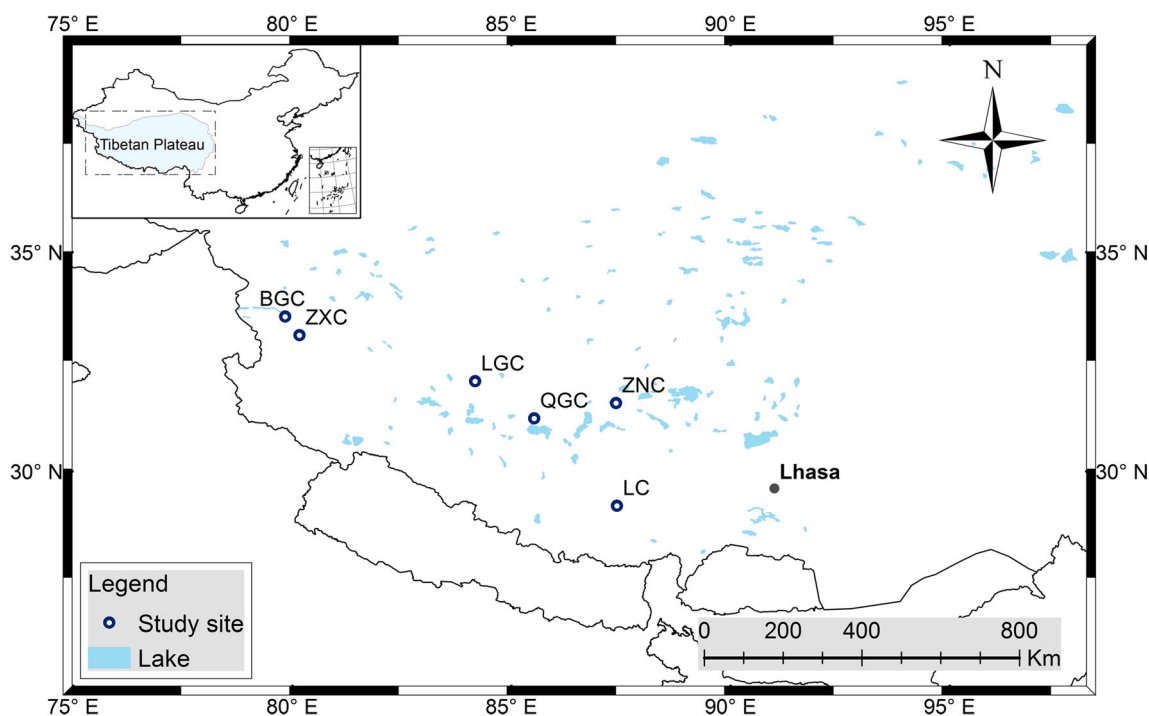 75° E 80° E 85° E 90° E 95° E
N
Tibetan Plateau
35° N 35° N
BGC
ZXC
LGC
ZNC
QGC
30° N 30° N
Lhasa
LC
Legend
Study site
Lake
0 200 400 800
Km
75° E 80° E 85° E 90° E 95° E